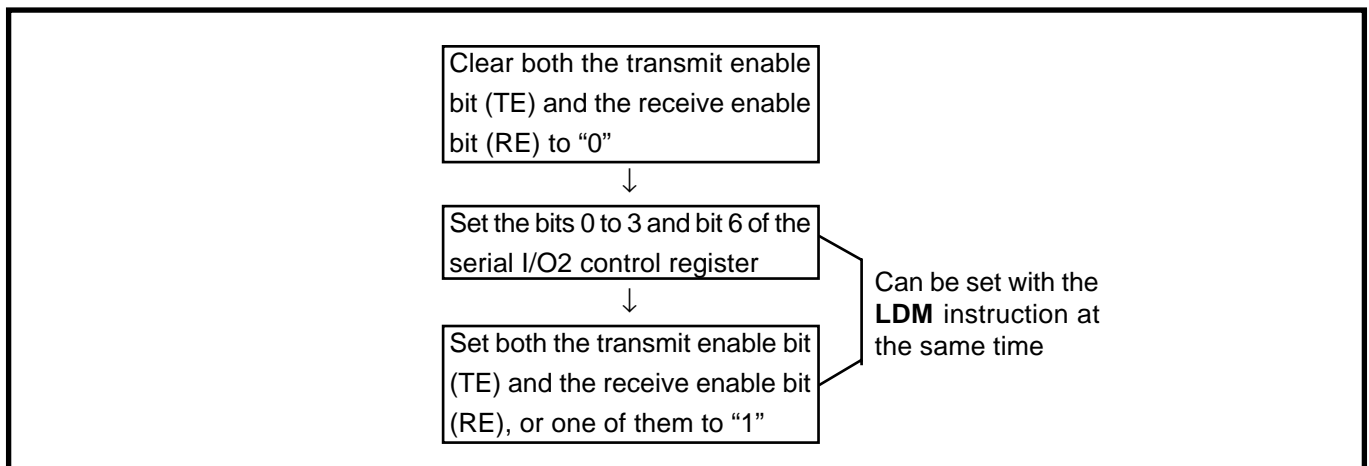 Clear both the transmit enable
bit (TE) and the receive enable
bit (RE) to “0”
↓
Set the bits 0 to 3 and bit 6 of the
serial I/O2 control register
↓
Set both the transmit enable bit
(TE) and the receive enable bit
(RE), or one of them to “1”
Can be set with the
LDM instruction at
the same time